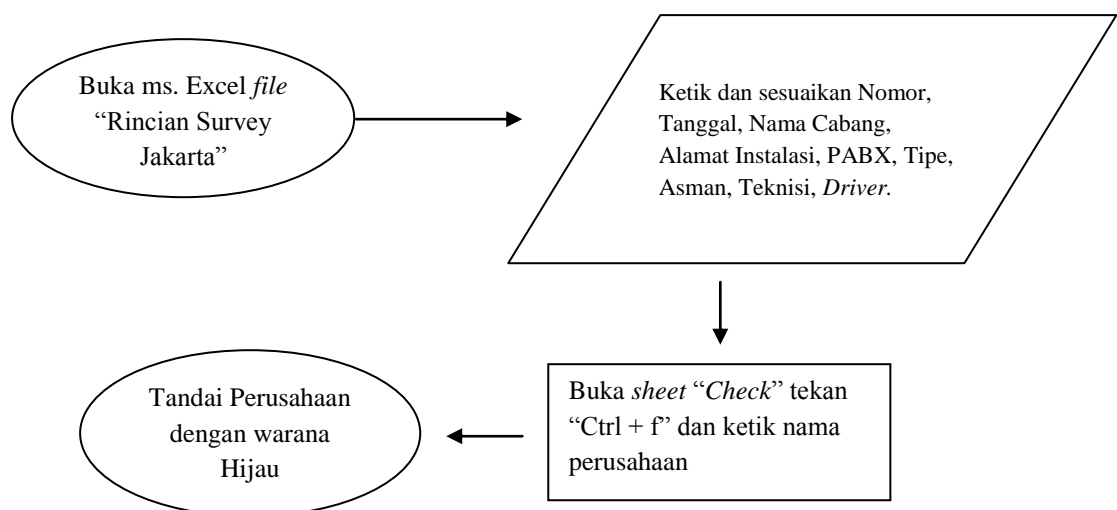 Buka ms. Excel file
“Rincian Survey
Jakarta”
Ketik dan sesuaikan Nomor,
Tanggal, Nama Cabang,
Alamat Instalasi, PABX, Tipe,
Asman, Teknisi, Driver.
Buka sheet “Check” tekan
“Ctrl + f” dan ketik nama
perusahaan
Tandai Perusahaan
dengan warana
Hijau